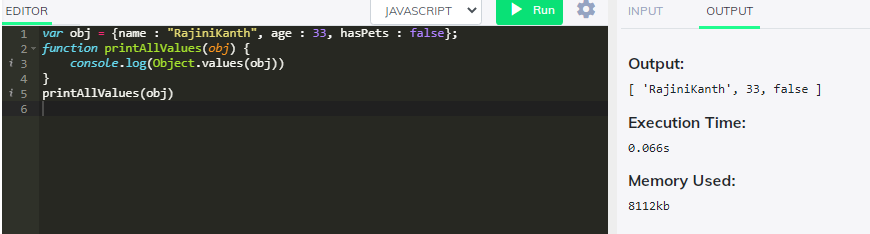 EDITOR
JAVASCRIPT
Run
INPUT
OUTPUT
1 var obj = {name : "RajiniKanth", age : 33, hasPets : false};
2 function printAllValues(obj) {
i 3 console.log(Object.values(obj))
4 }
i 5 printAllValues(obj)
6
Output:
[ 'RajiniKanth', 33, false ]
Execution Time:
0.066s
Memory Used:
8112kb